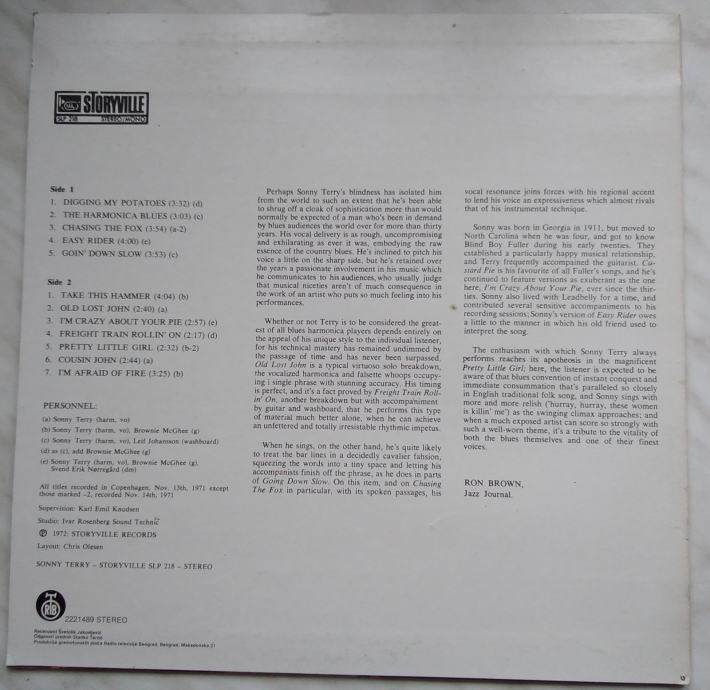 STORYVILLE
SLP 218 STEREO/MONO
Side 1
1. DIGGING MY POTATOES (3:32) (d)
2. THE HARMONICA BLUES (3:03) (c)
3. CHASING THE FOX (3:54) (a-2)
4. EASY RIDER (4:00) (e)
5. GOIN' DOWN SLOW (3:53) (c)
Side 2
1. TAKE THIS HAMMER (4:04) (b)
2. OLD LOST JOHN (2:40) (a)
3. I'M CRAZY ABOUT YOUR PIE (2:57) (e)
4. FREIGHT TRAIN ROLLIN' ON (2:17) (d)
5. PRETTY LITTLE GIRL (2:32) (b-2)
6. COUSIN JOHN (2:44) (a)
7. I'M AFRAID OF FIRE (3:25) (b)
PERSONNEL:
(a) Sonny Terry (harm, vo)
(b) Sonny Terry (harm, vo), Brownie McGhee (g)
(c) Sonny Terry (harm, vo), Leif Johansson (washboard)
(d) as (c), add Brownie McGhee (g)
(e) Sonny Terry (harm, vo), Brownie McGhee (g),
Svend Erik Nørregård (dm)
All titles recorded in Copenhagen, Nov. 13th, 1971 except
those marked -2, recorded Nov. 14th, 1971
Supervision: Karl Emil Knudsen
Studio: Ivar Rosenberg Sound Technic
Ⓟ 1972: STORYVILLE RECORDS
Layout: Chris Olesen
SONNY TERRY – STORYVILLE SLP 218 – STEREO
RTB
2221489 STEREO
Recenzent Svetolik Jakovljević
Odgovorni urednik Stanko Terzić
Produkcija gramofonskih ploča Radio-televizije Beograd, Beograd, Makedonska 21
Perhaps Sonny Terry's blindness has isolated him
from the world to such an extent that he's been able
to shrug off a cloak of sophistication more than would
normally be expected of a man who's been in demand
by blues audiences the world over for more than thirty
years. His vocal delivery is as rough, uncompromising
and exhilarating as ever it was, embodying the raw
essence of the country blues. He's inclined to pitch his
voice a little on the sharp side, but he's retained over
the years a passionate involvement in his music which
he communicates to his audiences, who usually judge
that musical niceties aren't of much consequence in
the work of an artist who puts so much feeling into his
performances.
Whether or not Terry is to be considered the great-
est of all blues harmonica players depends entirely on
the appeal of his unique style to the individual listener,
for his technical mastery has remained undimmed by
the passage of time and has never been surpassed.
Old Lost John is a typical virtuoso solo breakdown,
the vocalized harmonica and falsette whoops occupy-
ing i single phrase with stunning accuracy. His timing
is perfect, and it's a fact proved by Freight Train Roll-
in' On, another breakdown but with accompaniment
by guitar and washboard, that he performs this type
of material much better alone, when he can achieve
an unfettered and totally irresistable rhythmic impetus.
When he sings, on the other hand, he's quite likely
to treat the bar lines in a decidedly cavalier fahsion,
squeezing the words into a tiny space and letting his
accompanists finish off the phrase, as he does in parts
of Going Down Slow. On this item, and on Chasing
The Fox in particular, with its spoken passages, his
vocal resonance joins forces with his regional accent
to lend his voice an expressiveness which almost rivals
that of his instrumental technique.
Sonny was born in Georgia in 1911, but moved to
North Carolina when he was four, and got to know
Blind Boy Fuller during his early twenties. They
established a particularly happy musical relationship,
and Terry frequently accompanied the guitarist. Cu-
stard Pie is his favourite of all Fuller's songs, and he's
continued to feature versions as exuberant as the one
here, I'm Crazy About Your Pie, ever since the thir-
ties. Sonny also lived with Leadbelly for a time, and
contributed several sensitive accompaniments to his
recording sessions; Sonny's version of Easy Rider owes
a little to the manner in which his old friend used to
interpret the song.
The enthusiasm with which Sonny Terry always
performs reaches its apotheosis in the magnificent
Pretty Little Girl; here, the listener is expected to be
aware of that blues convention of instant conquest and
immediate consummation that's paralleled so closely
in English traditional folk song, and Sonny sings with
more and more relish ('hurray, hurray, these women
is killin' me') as the swinging climax approaches; and
when a much exposed artist can score so strongly with
such a well-worn theme, it's a tribute to the vitality of
both the blues themselves and one of their finest
voices.
RON BROWN,
Jazz Journal.